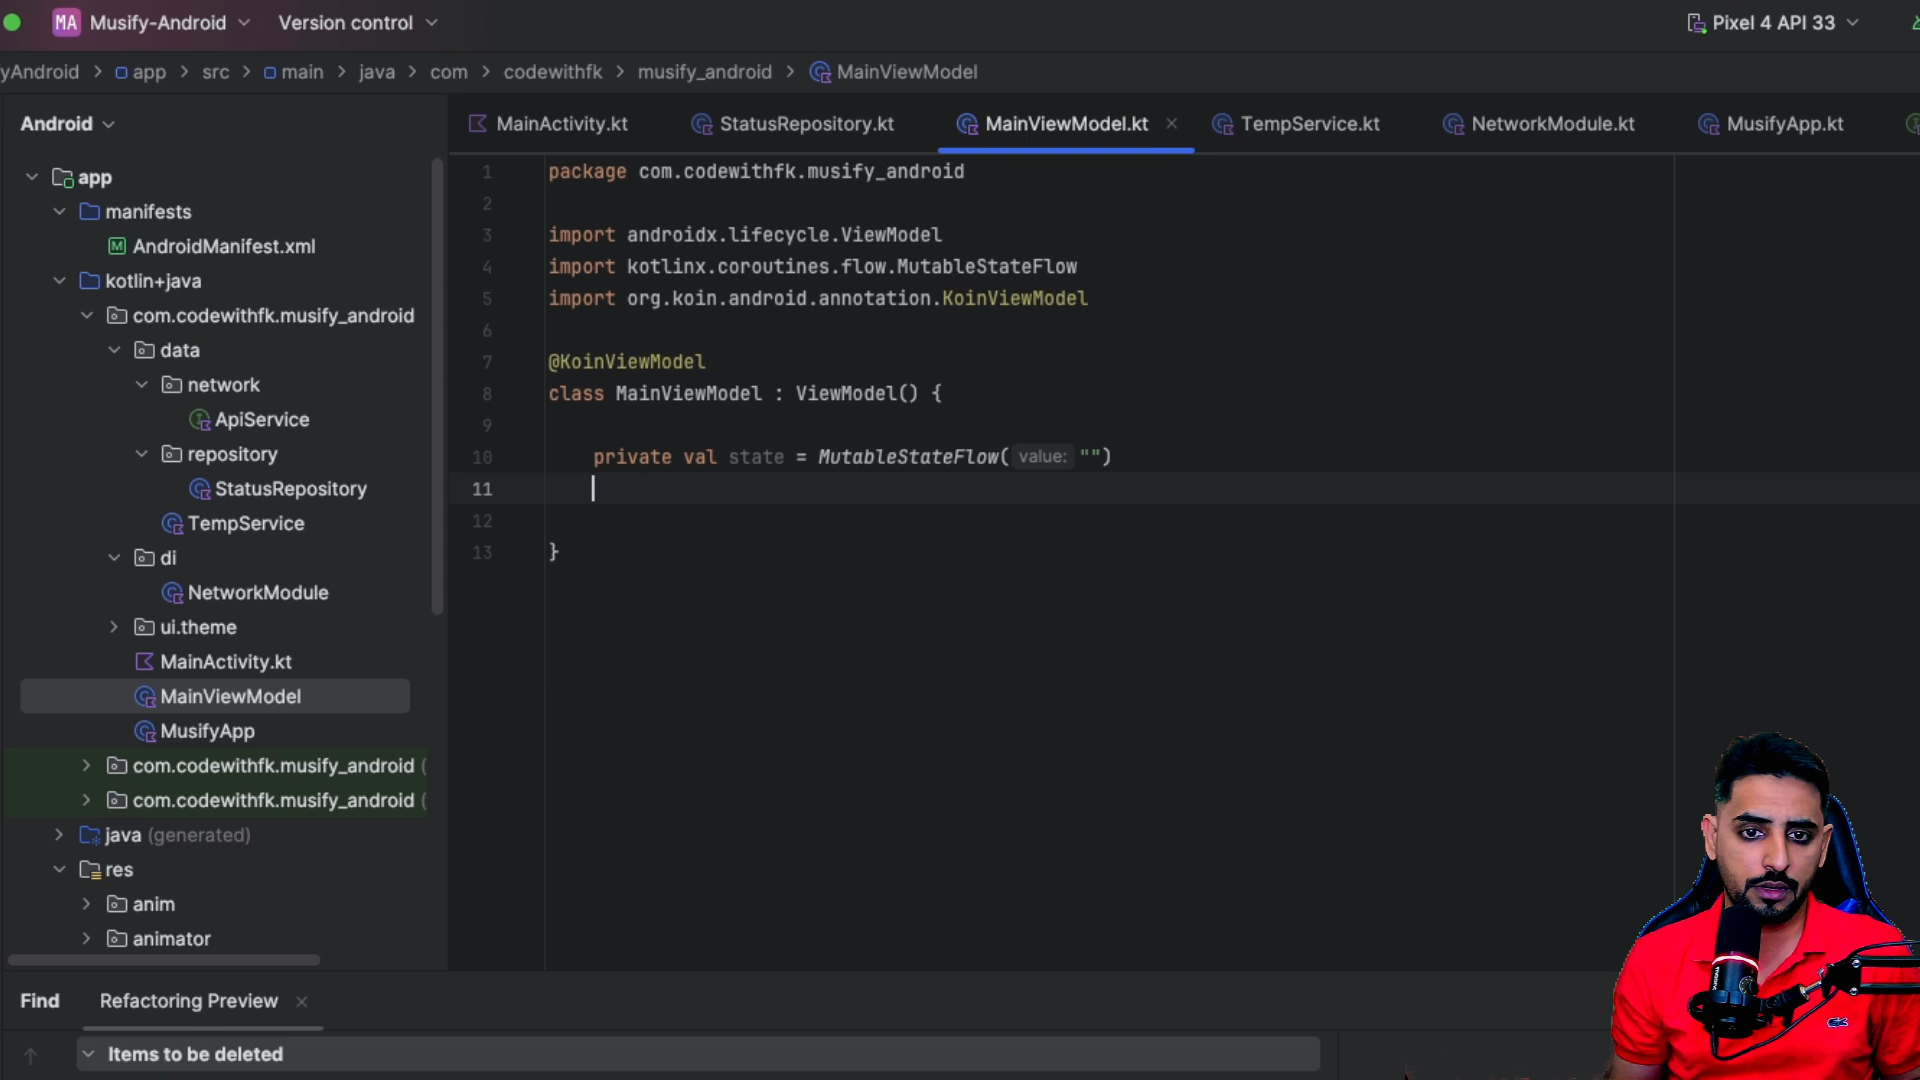 MA Musify-Android Version control Pixel 4 API 33
yAndroid > app > src > main > java > com > codewithfk > musify_android > MainViewModel
Android
MainActivity.kt StatusRepository.kt MainViewModel.kt TempService.kt NetworkModule.kt MusifyApp.kt
app
manifests
AndroidManifest.xml
kotlin+java
com.codewithfk.musify_android
data
network
ApiService
repository
StatusRepository
TempService
di
NetworkModule
ui.theme
MainActivity.kt
MainViewModel
MusifyApp
com.codewithfk.musify_android (
com.codewithfk.musify_android (
java (generated)
res
anim
animator
1 package com.codewithfk.musify_android
2
3 import androidx.lifecycle.ViewModel
4 import kotlinx.coroutines.flow.MutableStateFlow
5 import org.koin.android.annotation.KoinViewModel
6
7 @KoinViewModel
8 class MainViewModel : ViewModel() {
9
10 private val state = MutableStateFlow( value: "")
11
12
13 }
Find Refactoring Preview
Items to be deleted